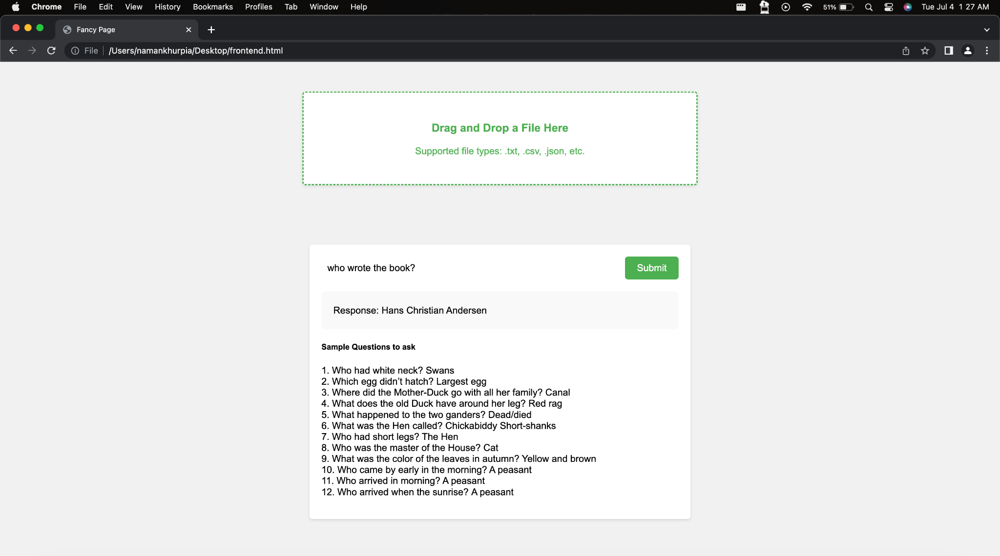 Chrome File Edit View History Bookmarks Profiles Tab Window Help 51% Tue Jul 4 1 27 AM
Fancy Page
File /Users/namankhurpia/Desktop/frontend.html
Drag and Drop a File Here
Supported file types: .txt, .csv, .json, etc.
who wrote the book? Submit
Response: Hans Christian Andersen
Sample Questions to ask
1. Who had white neck? Swans
2. Which egg didn’t hatch? Largest egg
3. Where did the Mother-Duck go with all her family? Canal
4. What does the old Duck have around her leg? Red rag
5. What happened to the two ganders? Dead/died
6. What was the Hen called? Chickabiddy Short-shanks
7. Who had short legs? The Hen
8. Who was the master of the House? Cat
9. What was the color of the leaves in autumn? Yellow and brown
10. Who came by early in the morning? A peasant
11. Who arrived in morning? A peasant
12. Who arrived when the sunrise? A peasant